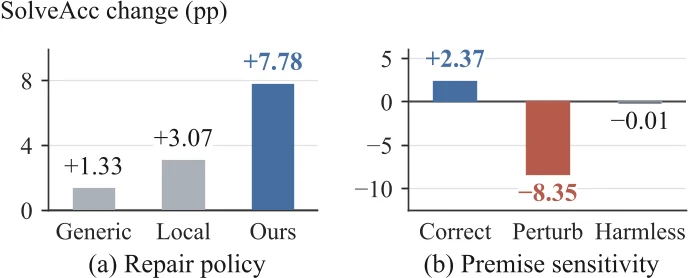 SolveAcc change (pp)
8
4
0
+1.33
+3.07
+7.78
Generic Local Ours
(a) Repair policy
5
0
−5
−10
+2.37
−8.35
−0.01
Correct Perturb Harmless
(b) Premise sensitivity